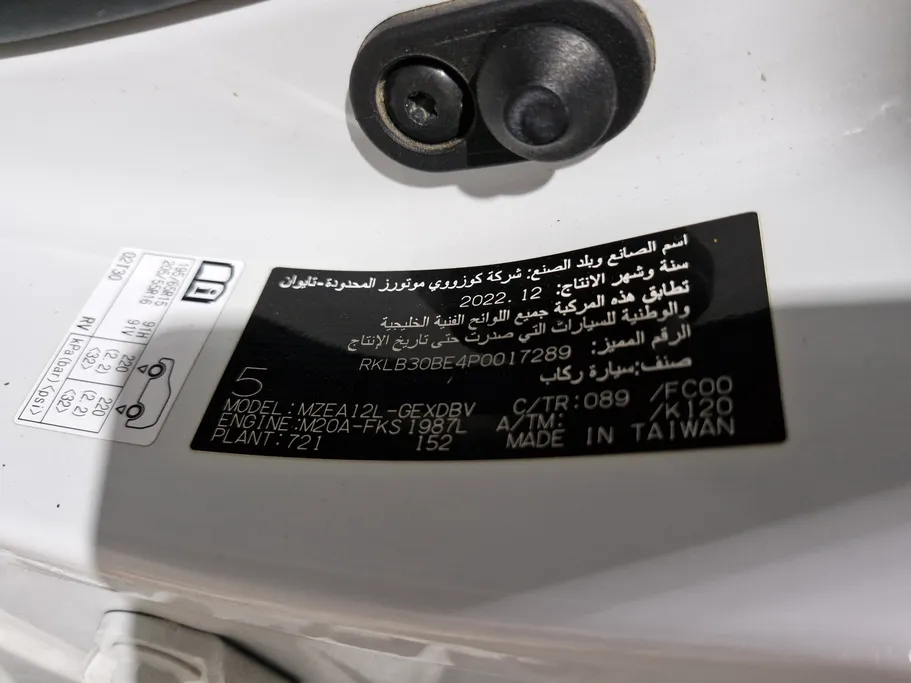 اسم الصانع وبلد الصنع: شركة كوزووي موتورز المحدودة-تايوان
سنة وشهر الانتاج: 12 .2022
تطابق هذه المركبة جميع اللوائح الفنية الخليجية
والوطنية للسيارات التي صدرت حتى تاريخ الإنتاج
الرقم المميز: RKLB30BE4P0017289
صنف:سيارة ركاب
5
MODEL:MZEA12L-GEXDBV C/TR:089 /FC00
ENGINE:M20A-FKS 1987L A/TM: /K120
PLANT:721 152 MADE IN TAIWAN
195/65R15 91H
205/55R16 91V
220 (2.2) <32>
220 (2.2) <32>
02T30 RV kPa(bar)<psi>